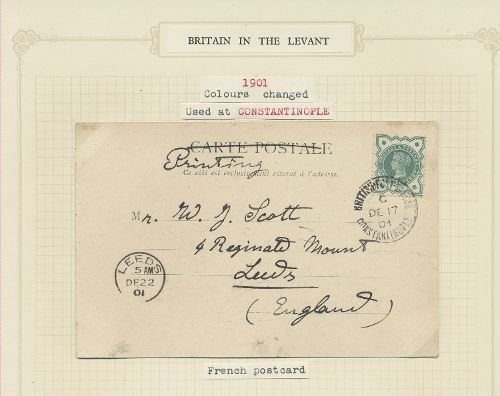 BRITAIN IN THE LEVANT
1901
Colours changed
Used at CONSTANTINOPLE
CARTE POSTALE
Printing
Ce côté est exclusivement réservé à l'adresse.
BRITISH POST OFFICE
C
DE 17
01
CONSTANTINOPLE
Mr. W. J. Scott
4 Reginald Mount
Leeds
(England)
LEEDS
5 AM
DE 22
01
French postcard